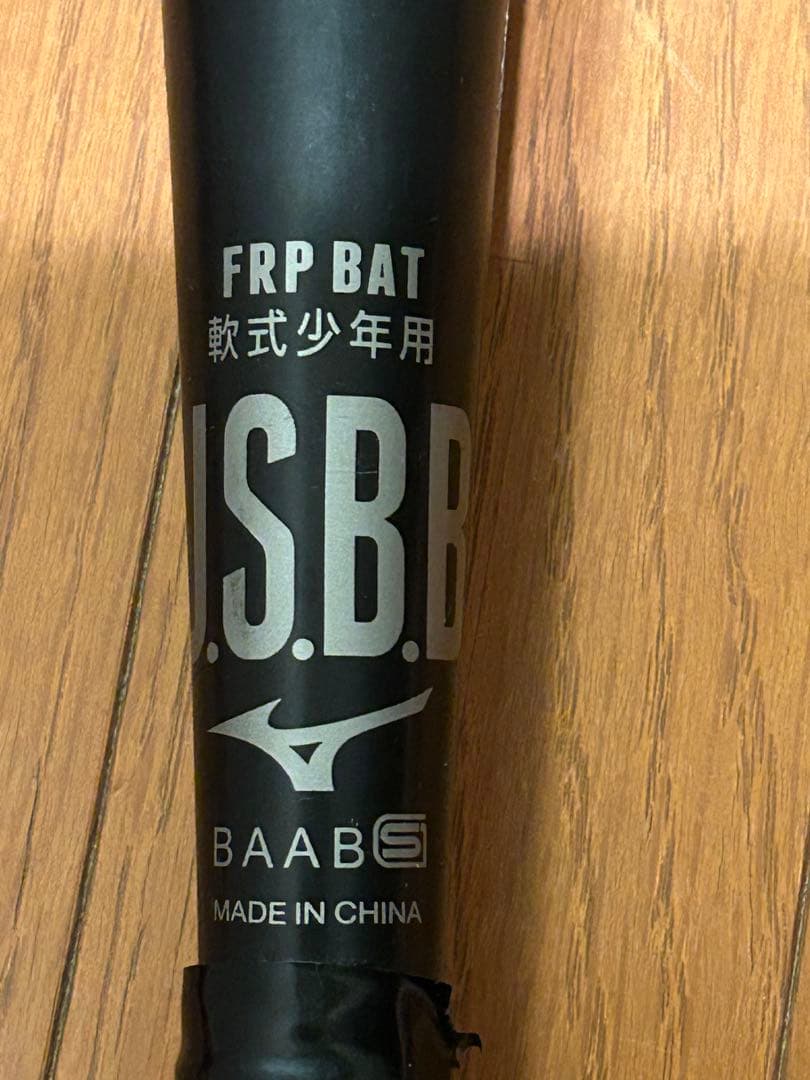 FRP BAT
軟式少年用
J.S.B.B
BAAB S
MADE IN CHINA